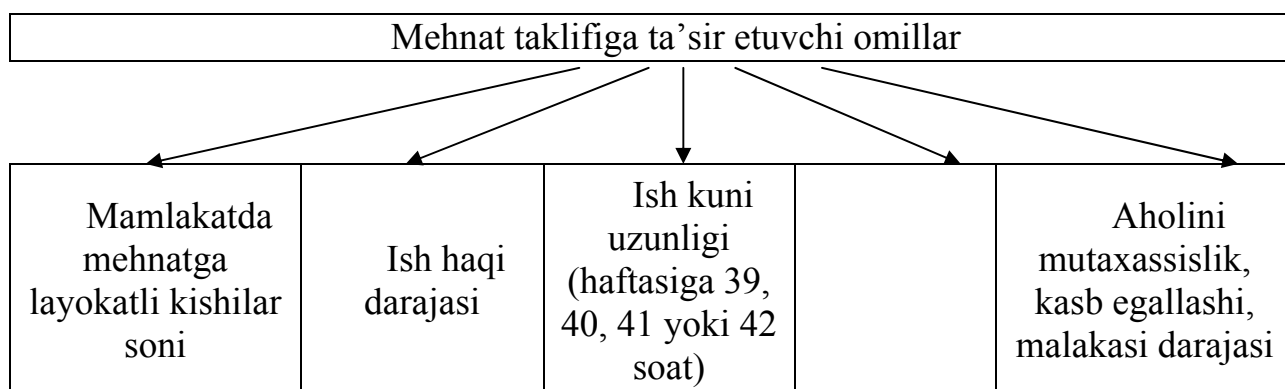 Mehnat taklifiga ta’sir etuvchi omillar
Mamlakatda
mehnatga
layokatli kishilar
soni
Ish haqi
darajasi
Ish kuni
uzunligi
(haftasiga 39,
40, 41 yoki 42
soat)
Aholini
mutaxassislik,
kasb egallashi,
malakasi darajasi